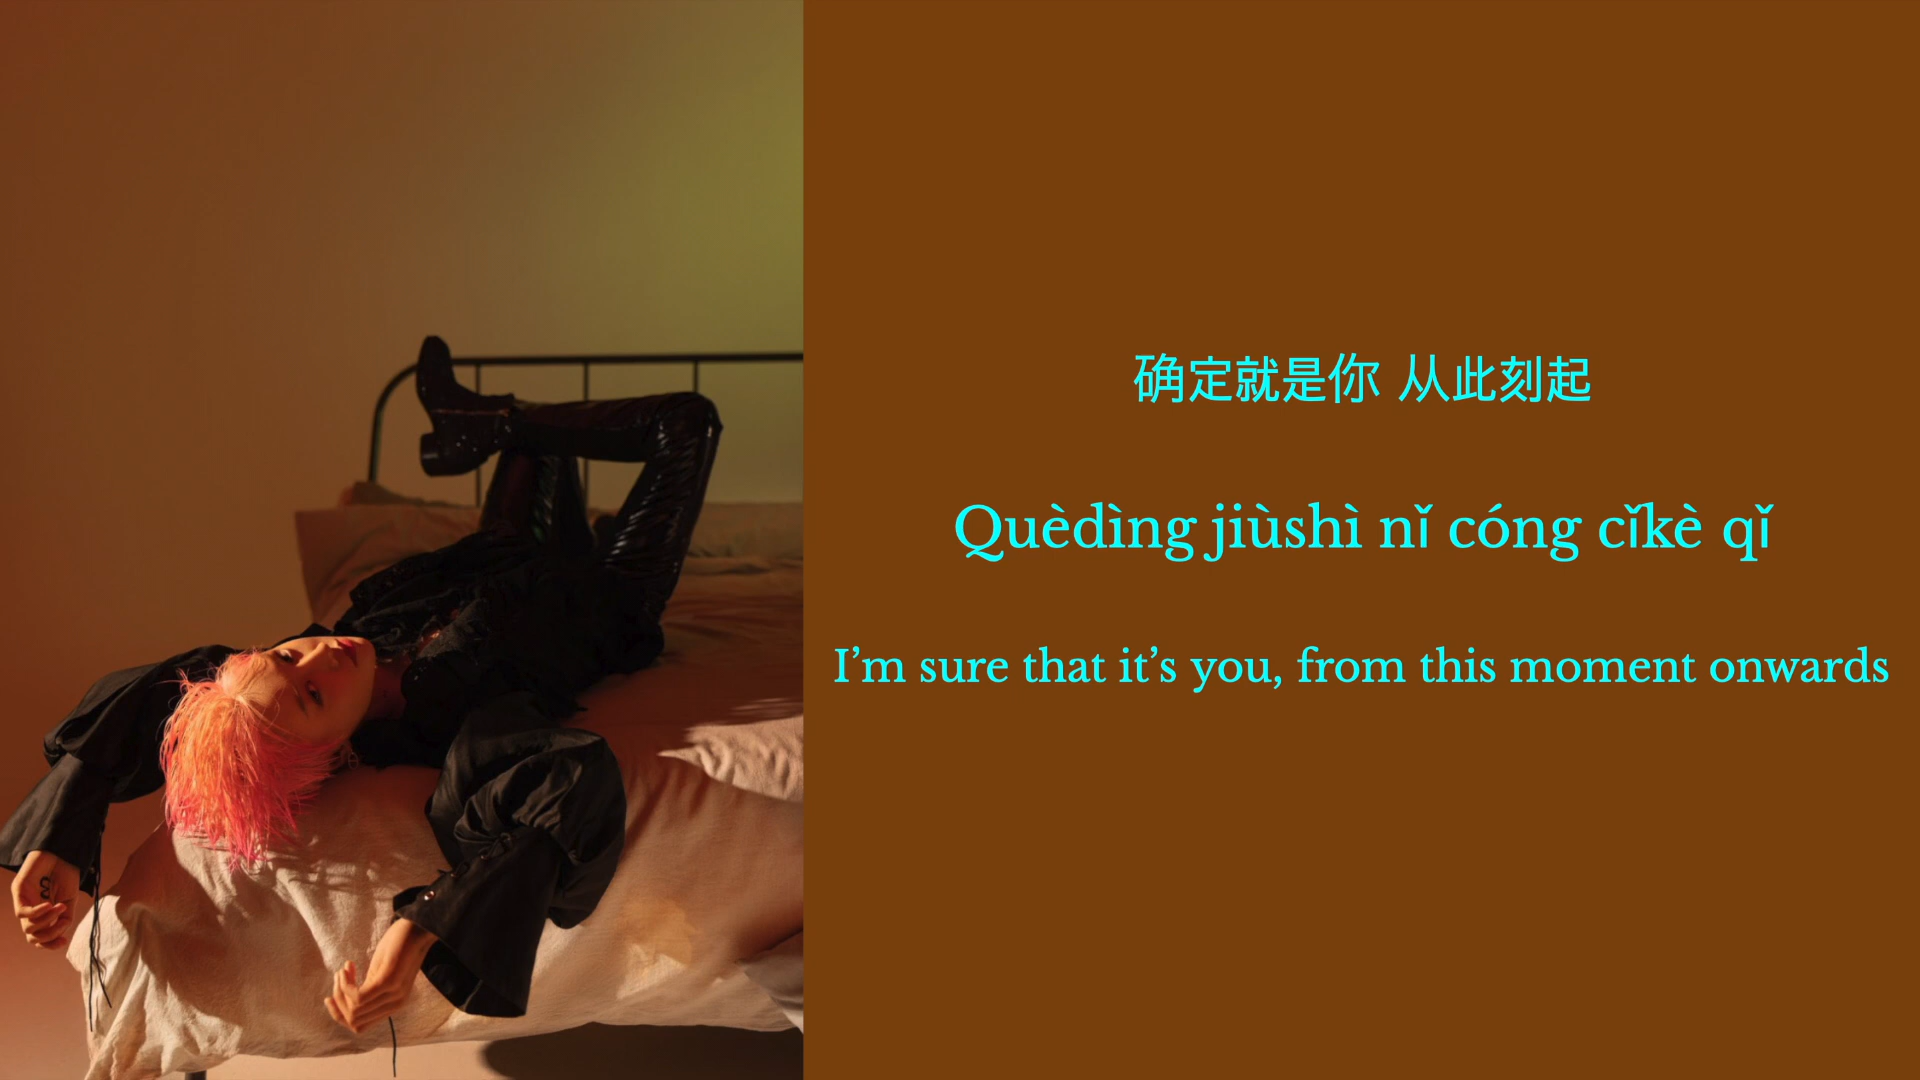 确定就是你 从此刻起
Quèdìng jiùshì nǐ cóng cǐkè qǐ
I’m sure that it’s you, from this moment onwards